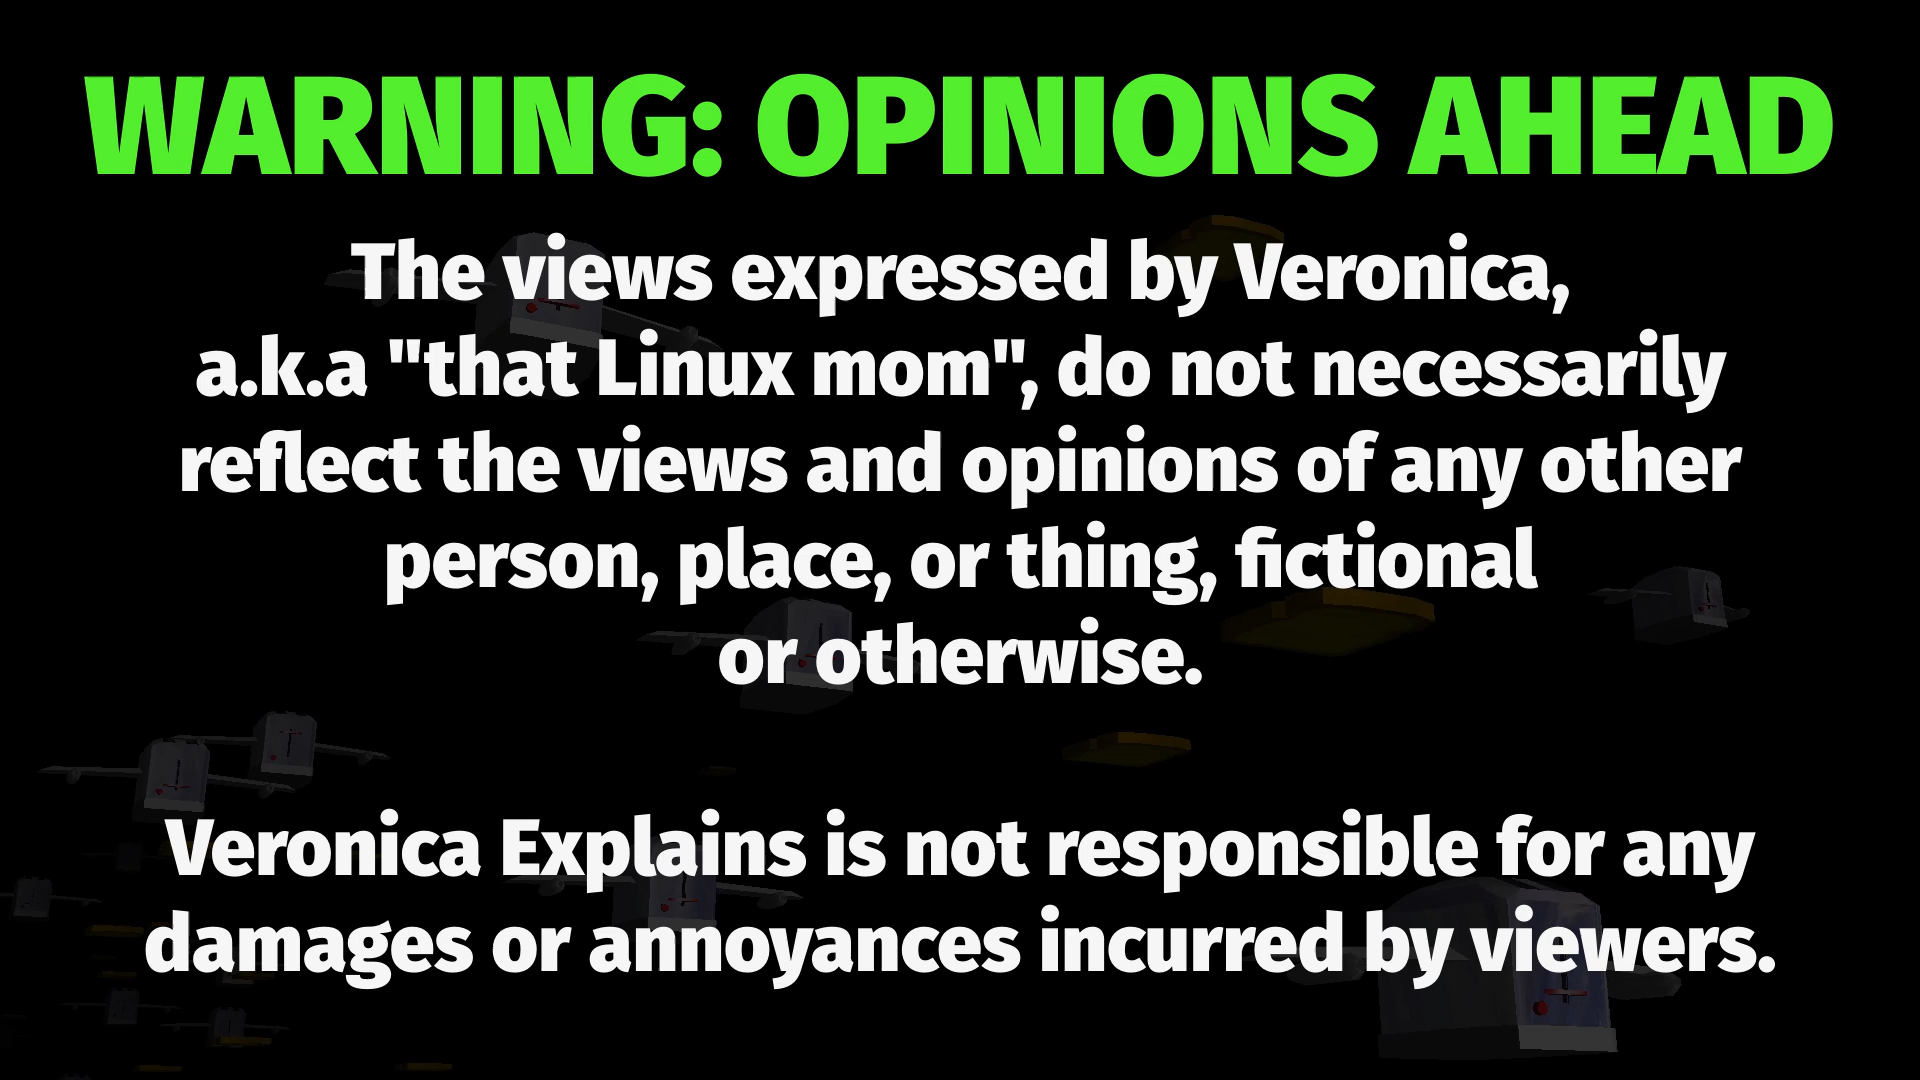 WARNING: OPINIONS AHEAD
The views expressed by Veronica,
a.k.a "that Linux mom", do not necessarily
reflect the views and opinions of any other
person, place, or thing, fictional
or otherwise.
Veronica Explains is not responsible for any
damages or annoyances incurred by viewers.